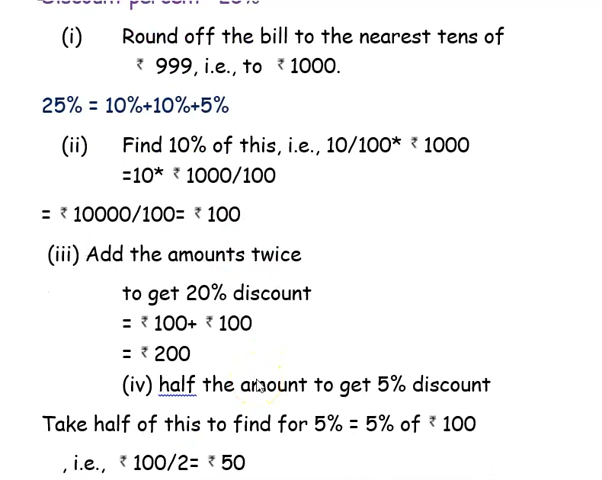 Discount percent = 25%
(i) Round off the bill to the nearest tens of
₹ 999, i.e., to ₹ 1000.
25% = 10%+10%+5%
(ii) Find 10% of this, i.e., 10/100* ₹ 1000
=10* ₹ 1000/100
= ₹ 10000/100= ₹ 100
(iii) Add the amounts twice
to get 20% discount
= ₹ 100+ ₹ 100
= ₹ 200
(iv) half the amount to get 5% discount
Take half of this to find for 5% = 5% of ₹ 100
, i.e., ₹ 100/2= ₹ 50